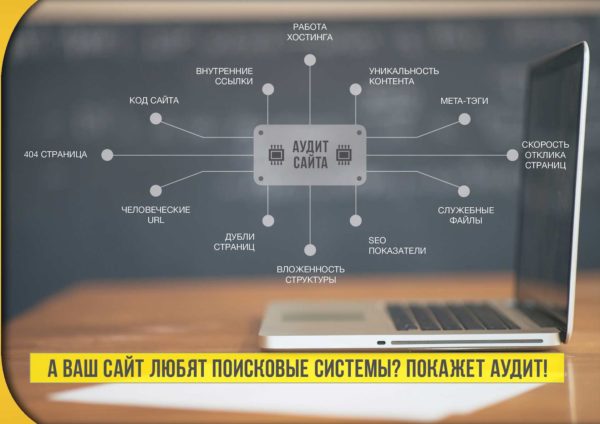 РАБОТА
ХОСТИНГА
ВНУТРЕННИЕ
ССЫЛКИ
УНИКАЛЬНОСТЬ
КОНТЕНТА
КОД САЙТА
МЕТА-ТЭГИ
404 СТРАНИЦА
АУДИТ
САЙТА
СКОРОСТЬ
ОТКЛИКА
СТРАНИЦ
ЧЕЛОВЕЧЕСКИЕ
URL
СЛУЖЕБНЫЕ
ФАЙЛЫ
ДУБЛИ
СТРАНИЦ
SEO
ПОКАЗАТЕЛИ
ВЛОЖЕННОСТЬ
СТРУКТУРЫ
А ВАШ САЙТ ЛЮБЯТ ПОИСКОВЫЕ СИСТЕМЫ? ПОКАЖЕТ АУДИТ!